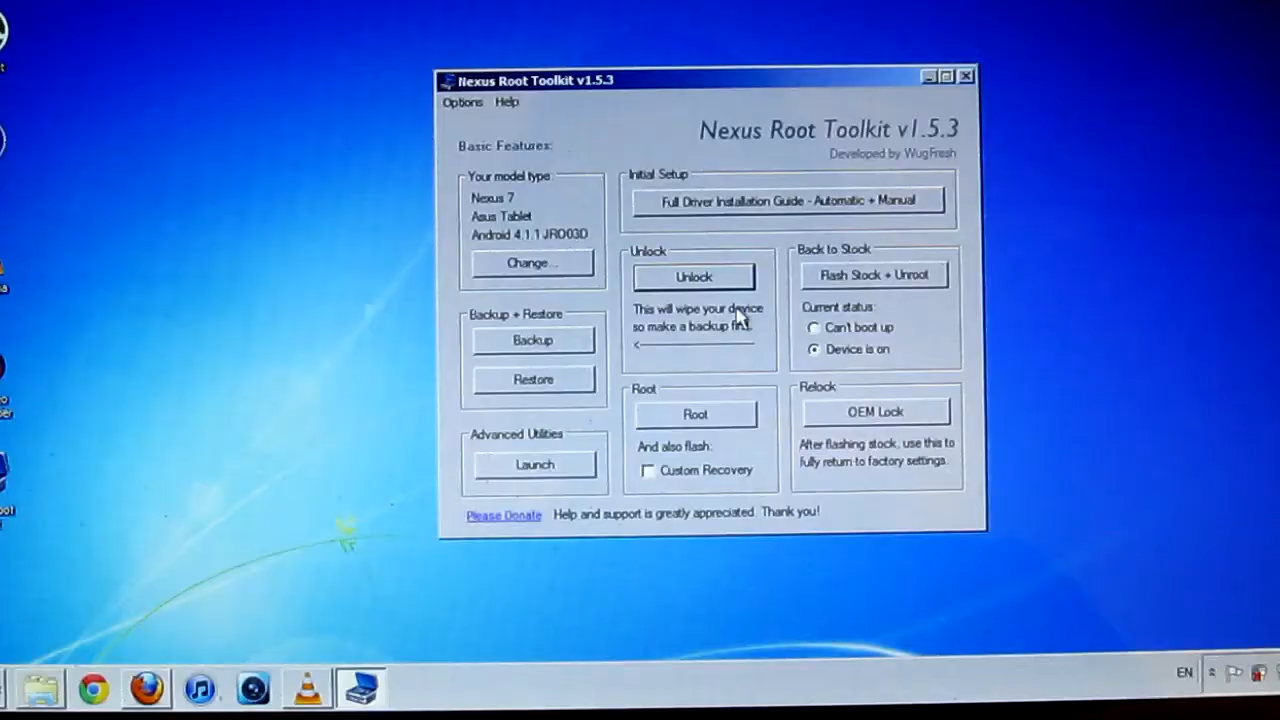 Nexus Root Toolkit v1.5.3
Options Help
Nexus Root Toolkit v1.5.3
Developed by WugFresh
Basic Features:
Your model type
Nexus 7
Asus Tablet
Android 4.1.1 JRO03D
Change...
Initial Setup
Full Driver Installation Guide - Automatic + Manual
Unlock
Unlock
This will wipe your device
so make a backup
<
Back to Stock
Flash Stock + Unroot
Current status:
Can't boot up
Device is on
Backup + Restore
Backup
Restore
Root
Root
And also flash:
Custom Recovery
Relock
OEM Lock
After flashing stock, use this to
fully return to factory settings.
Advanced Utilities
Launch
Please Donate Help and support is greatly appreciated. Thank you!
EN